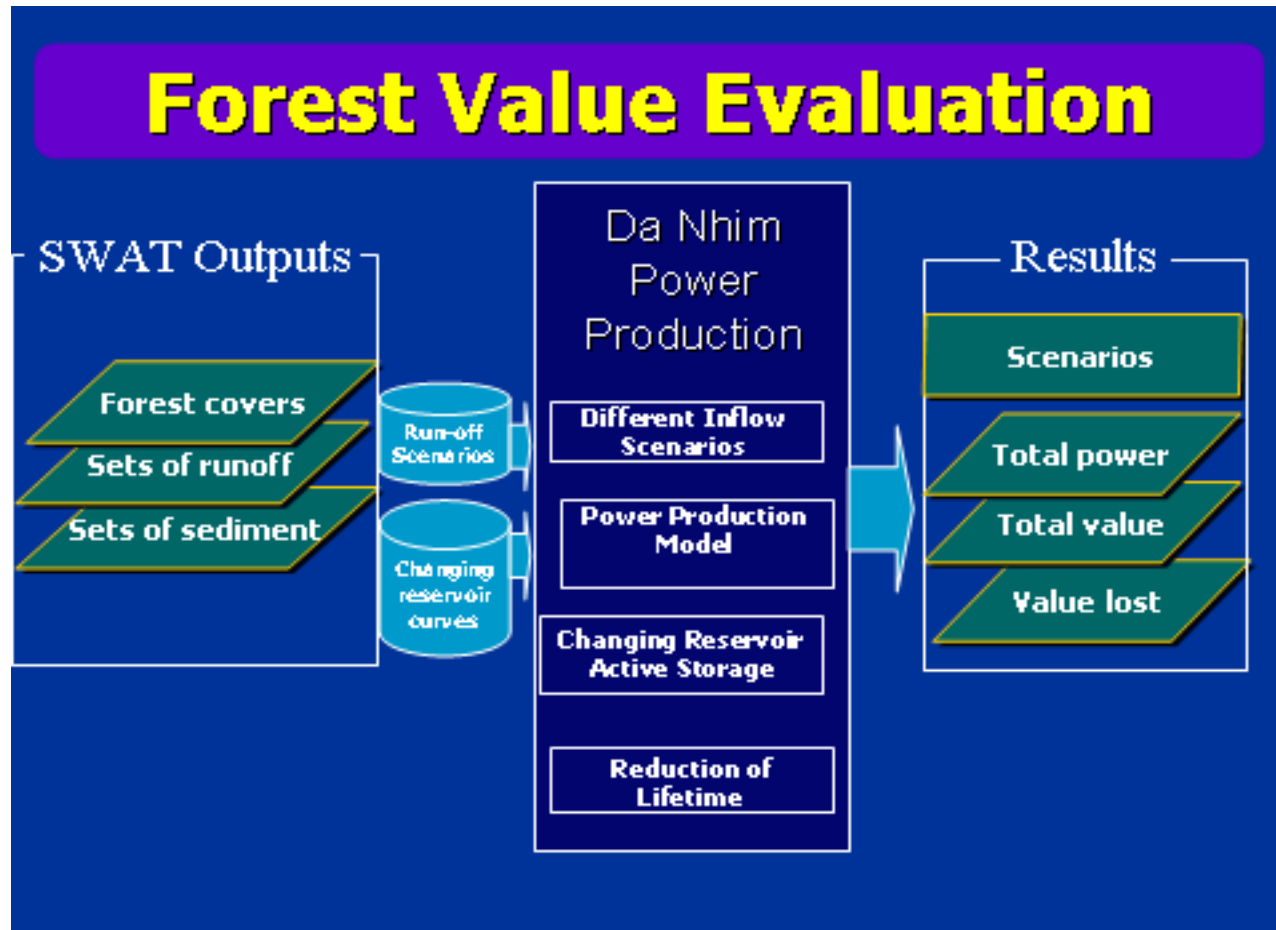 Forest Value Evaluation
SWAT Outputs
Forest covers
Sets of runoff
Sets of sediment
Run-off
Scenarios
Changing
reservoir
curves
Da Nhim
Power
Production
Different Inflow
Scenarios
Power Production
Model
Changing Reservoir
Active Storage
Reduction of
Lifetime
Results
Scenarios
Total power
Total value
Value lost